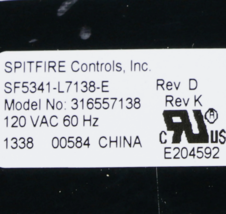 SPITFIRE Controls, Inc.
SF5341-L7138-E Rev D
Model No: 316557138 Rev K
120 VAC 60 Hz
1338 00584 CHINA
C RU® US
E204592